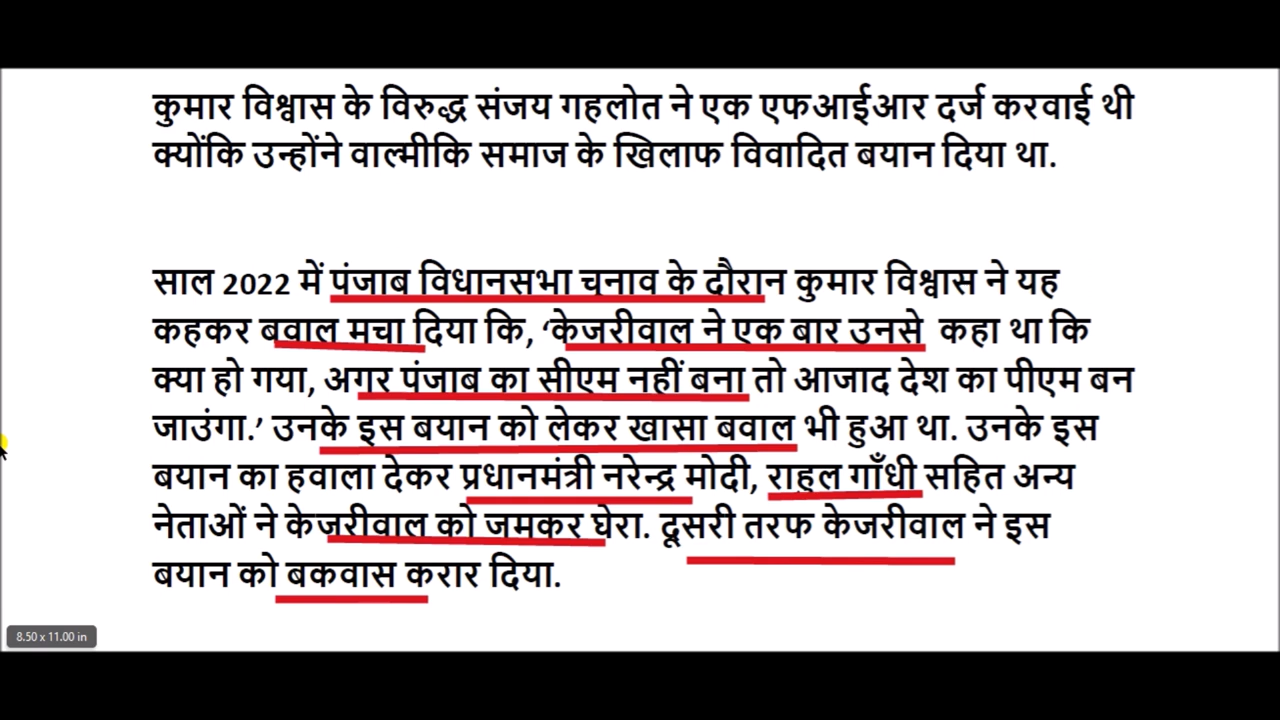 कुमार विश्वास के विरुद्ध संजय गहलोत ने एक एफआईआर दर्ज करवाई थी
क्योंकि उन्होंने वाल्मीकि समाज के खिलाफ विवादित बयान दिया था.
साल 2022 में पंजाब विधानसभा चुनाव के दौरान कुमार विश्वास ने यह
कहकर बवाल मचा दिया कि, ‘केजरीवाल ने एक बार उनसे कहा था कि
क्या हो गया, अगर पंजाब का सीएम नहीं बना तो आजाद देश का पीएम बन
जाउंगा.’ उनके इस बयान को लेकर खासा बवाल भी हुआ था. उनके इस
बयान का हवाला देकर प्रधानमंत्री नरेन्द्र मोदी, राहुल गाँधी सहित अन्य
नेताओं ने केजरीवाल को जमकर घेरा. दूसरी तरफ केजरीवाल ने इस
बयान को बकवास करार दिया.
8.50 x 11.00 in